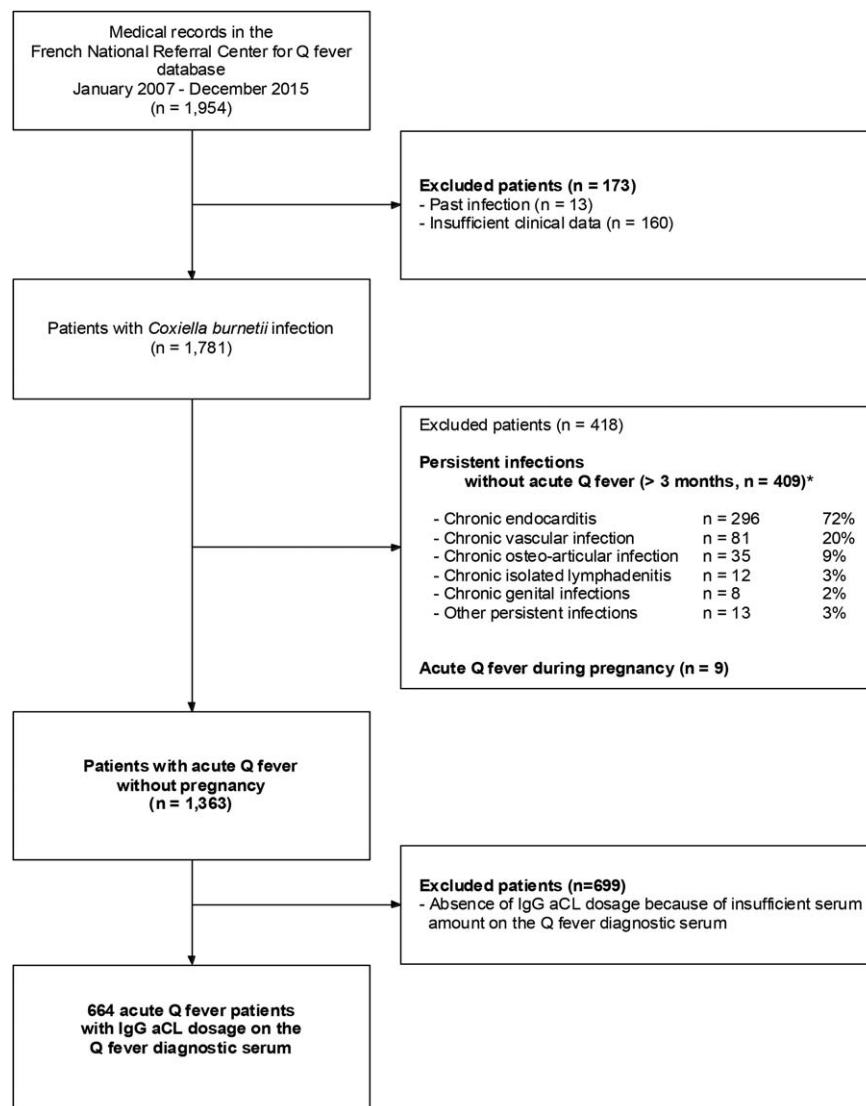 Medical records in the
French National Referral Center for Q fever
database
January 2007 - December 2015
(n = 1,954)
Excluded patients (n = 173)
- Past infection (n = 13)
- Insufficient clinical data (n = 160)
Patients with Coxiella burnetii infection
(n = 1,781)
Excluded patients (n = 418)
Persistent infections
without acute Q fever (> 3 months, n = 409)*
- Chronic endocarditis n = 296 72%
- Chronic vascular infection n = 81 20%
- Chronic osteo-articular infection n = 35 9%
- Chronic isolated lymphadenitis n = 12 3%
- Chronic genital infections n = 8 2%
- Other persistent infections n = 13 3%
Acute Q fever during pregnancy (n = 9)
Patients with acute Q fever
without pregnancy
(n = 1,363)
Excluded patients (n=699)
- Absence of IgG aCL dosage because of insufficient serum
amount on the Q fever diagnostic serum
664 acute Q fever patients
with IgG aCL dosage on the
Q fever diagnostic serum